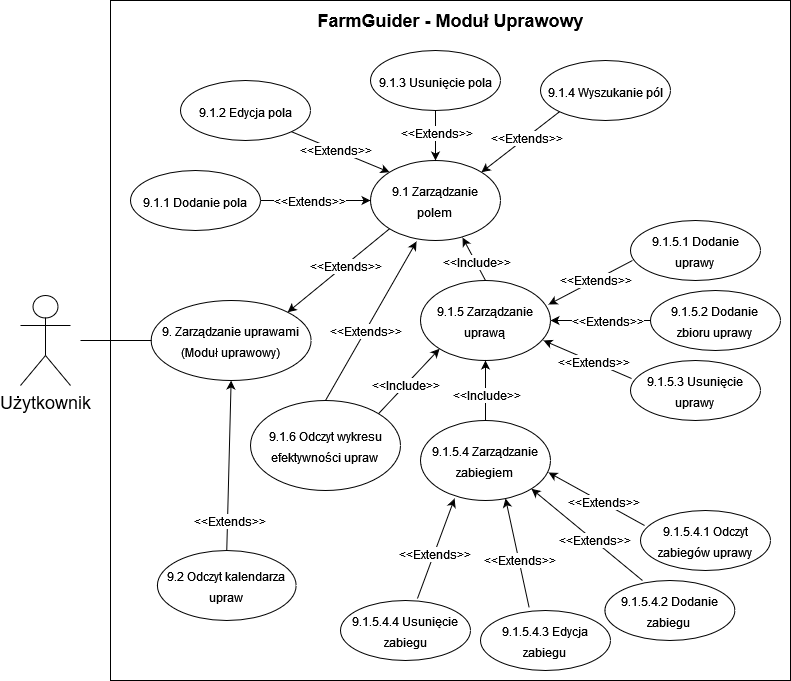 FarmGuider - Moduł Uprawowy
9.1.3 Usunięcie pola
9.1.2 Edycja pola
9.1.4 Wyszukanie pól
<<Extends>>
<<Extends>>
<<Extends>>
9.1.1 Dodanie pola
<<Extends>>
9.1 Zarządzanie
polem
<<Extends>>
<<Include>>
9.1.5.1 Dodanie
uprawy
<<Extends>>
9.1.5 Zarządzanie
uprawą
<<Extends>>
9.1.5.2 Dodanie
zbioru uprawy
9. Zarządzanie uprawami
(Moduł uprawowy)
<<Extends>>
<<Extends>>
9.1.5.3 Usunięcie
uprawy
Użytkownik
<<Include>>
<<Include>>
9.1.6 Odczyt wykresu
efektywności upraw
9.1.5.4 Zarządzanie
zabiegiem
<<Extends>>
<<Extends>>
<<Extends>>
<<Extends>>
<<Extends>>
9.1.5.4.1 Odczyt
zabiegów uprawy
9.2 Odczyt kalendarza
upraw
9.1.5.4.2 Dodanie
zabiegu
9.1.5.4.4 Usunięcie
zabiegu
9.1.5.4.3 Edycja
zabiegu